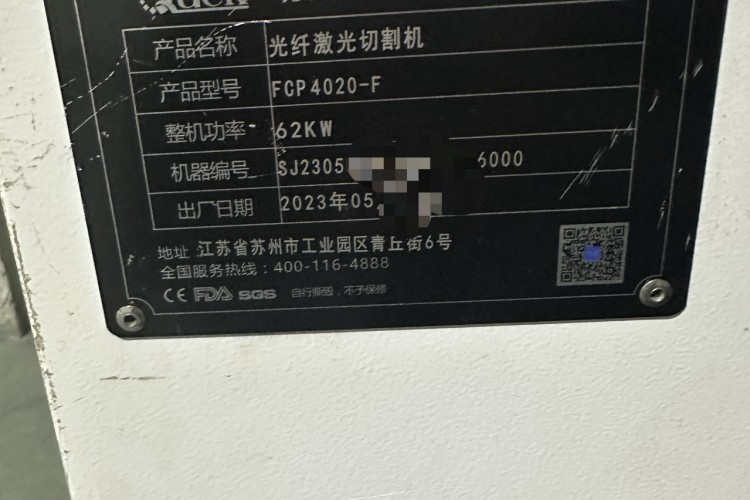 产品名称 光纤激光切割机
产品型号 FCP4020-F
整机功率 62KW
机器编号 SJ2305 6000
出厂日期 2023年05
地址:江苏省苏州市工业园区青丘街6号
全国服务热线:400-116-4888
CE FDA SGS 自行撕毁,不予保修